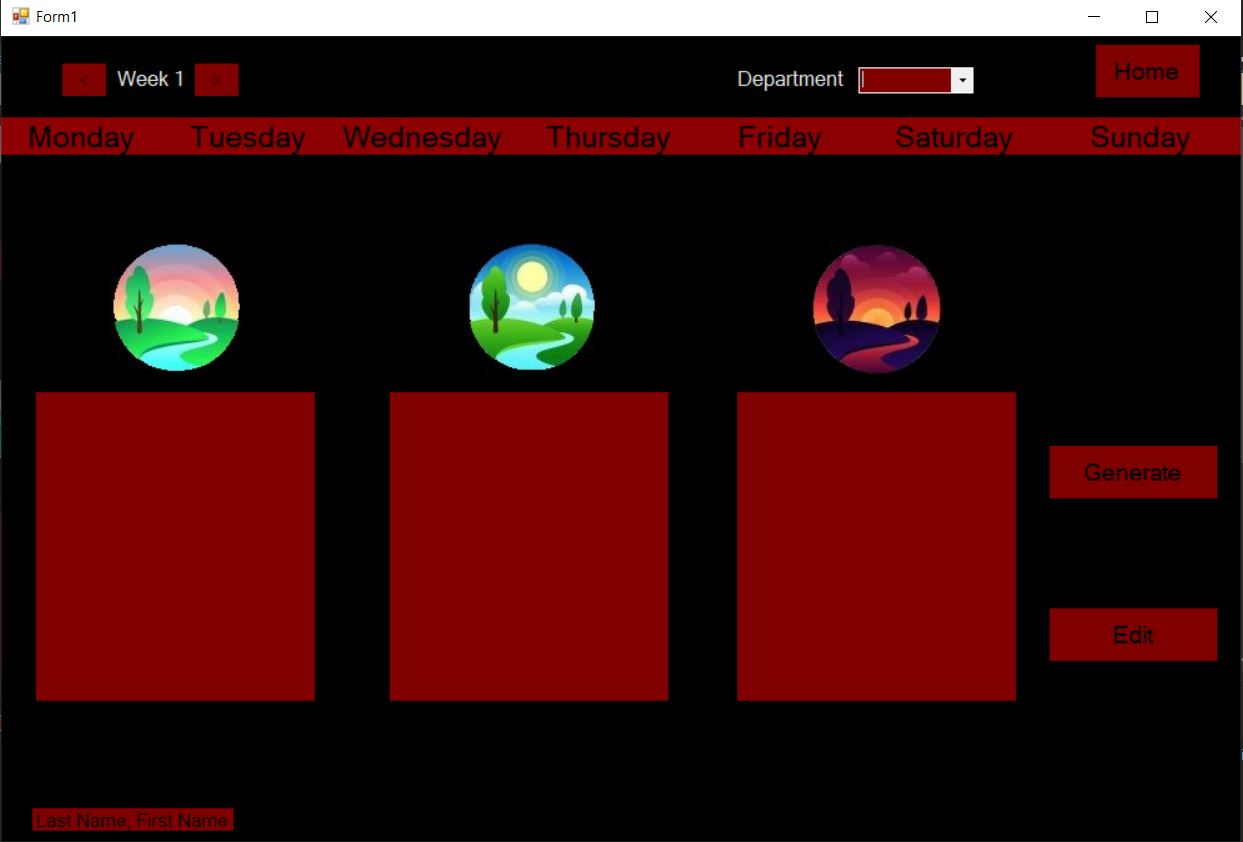 Form1
< Week 1 > Department Home
Monday Tuesday Wednesday Thursday Friday Saturday Sunday
Generate
Edit
Last Name, First Name